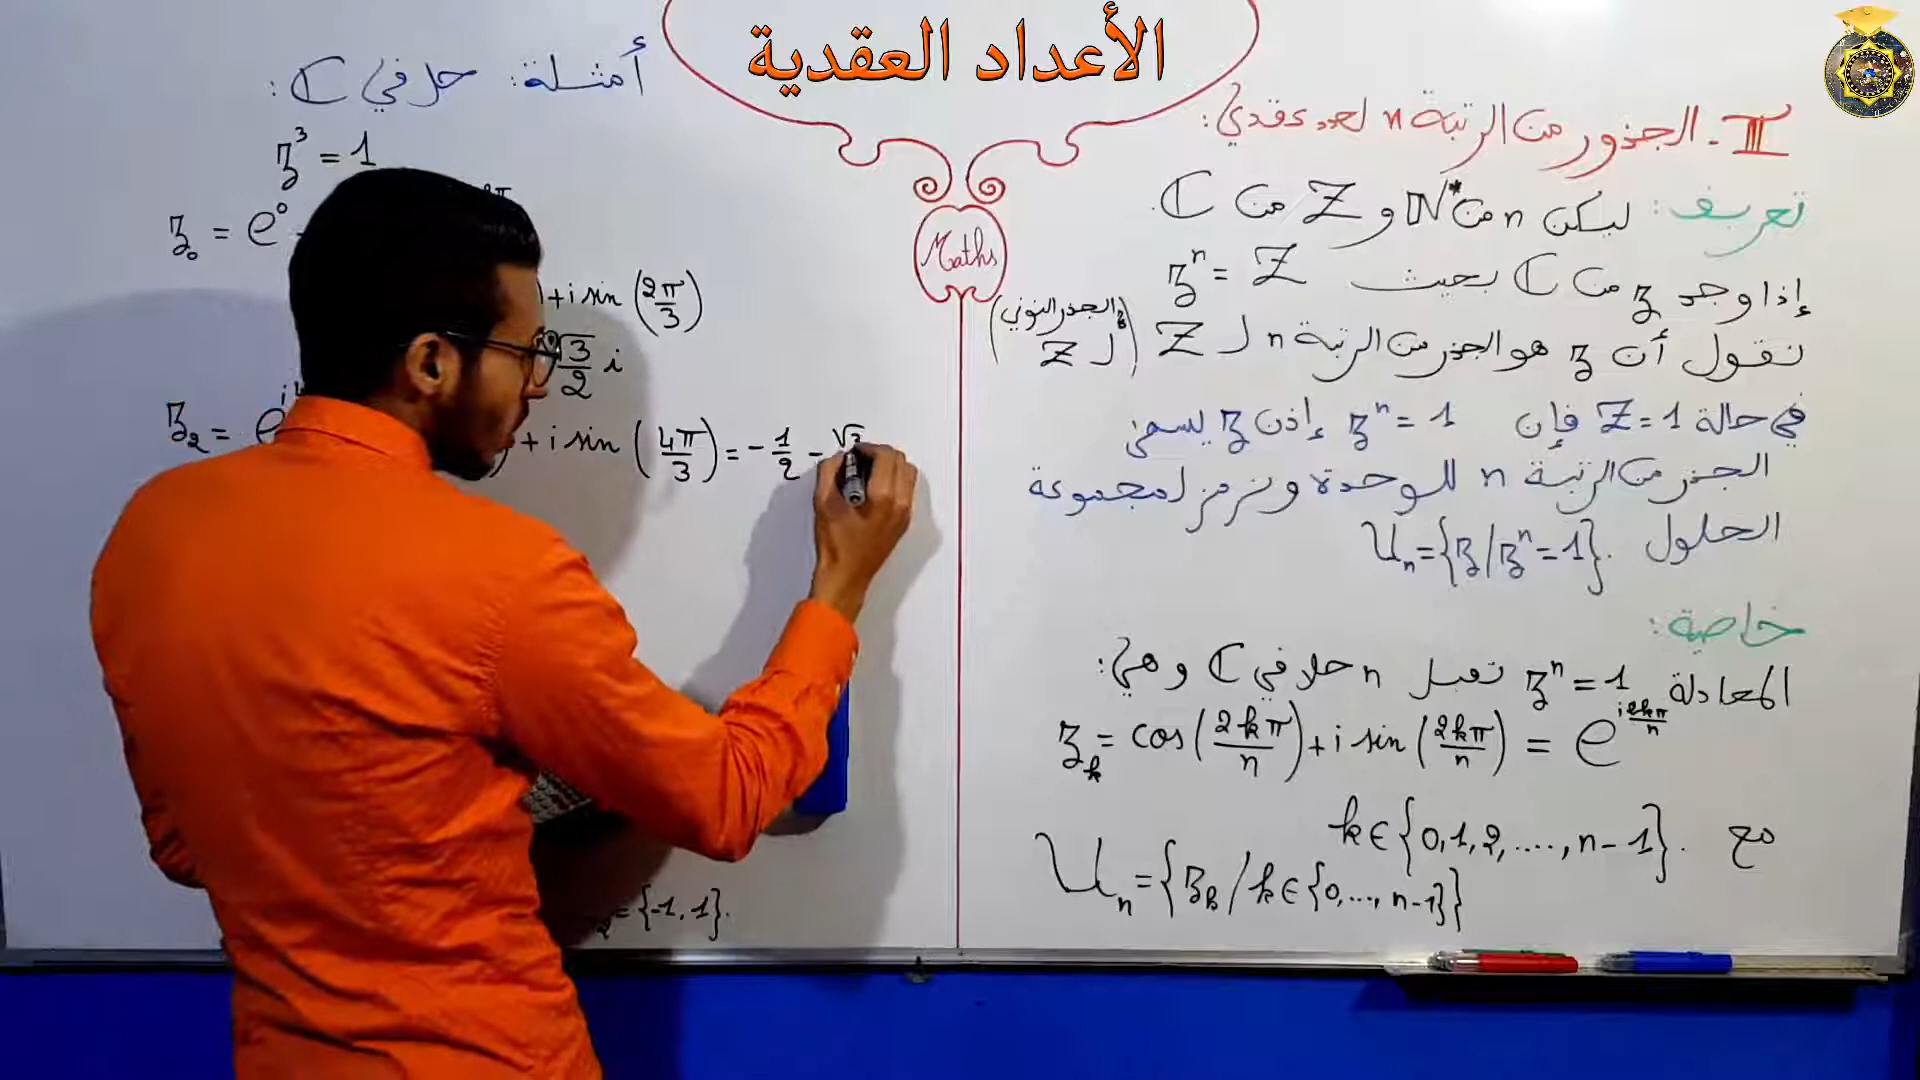 الأعداد العقدية
Maths
III - الجذور من الرتبة n لعدد عقدي:
تعريف: ليكن n من ℕ* و Z من ℂ.
إذا وجد z من ℂ بحيث zⁿ = Z
نقول أن z هو الجذر من الرتبة n لـ Z (الجذر النوني لـ Z)
في حالة Z=1 فإن zⁿ = 1 إذن z يسمى
الجذر من الرتبة n للوحدة ونرمز لمجموعة
الحلول Uₙ={z/zⁿ=1}.
خاصية:
المعادلة zⁿ=1 تقبل n حلا في ℂ وهي:
z_k = cos(2kπ/n)+i sin(2kπ/n) = e^(i2kπ/n)
مع k∈{0,1,2,....,n-1}.
Uₙ={z_k/k∈{0,...,n-1}}
أمثلة: حل في ℂ:
z³ = 1
z₀ = e⁰
+i sin(2π/3)
√3/2 i
z₂ = e
+ i sin(4π/3) = -1/2 - √3
={-1,1}.